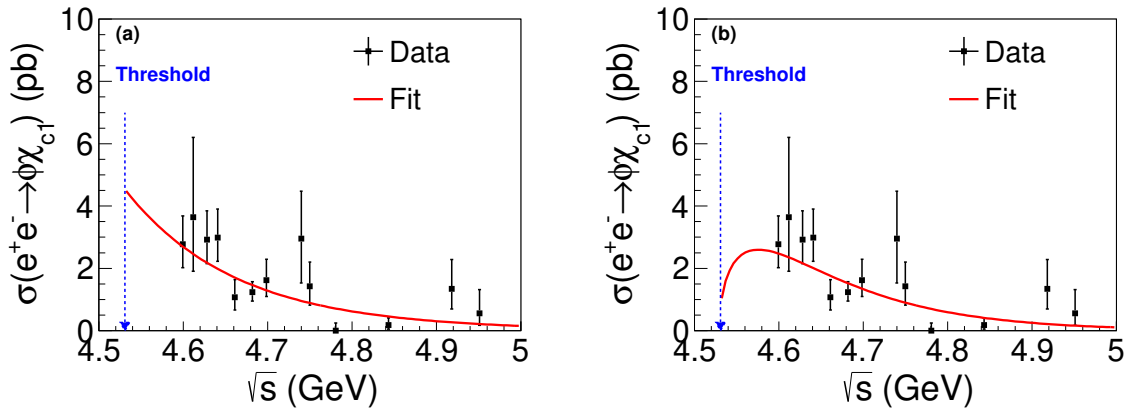 (a)
Data
Threshold
Fit
σ(e⁺e⁻→ϕχ_c1) (pb)
10
8
6
4
2
0
4.5 4.6 4.7 4.8 4.9 5
√s (GeV)
(b)
Data
Threshold
Fit
σ(e⁺e⁻→ϕχ_c1) (pb)
10
8
6
4
2
0
4.5 4.6 4.7 4.8 4.9 5
√s (GeV)